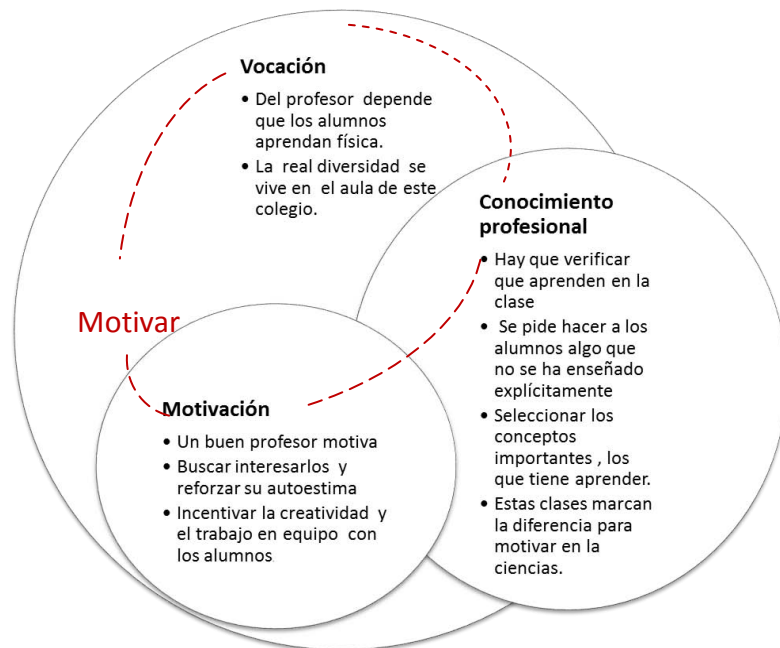 Vocación
• Del profesor depende
que los alumnos
aprendan física.
• La real diversidad se
vive en el aula de este
colegio.
Conocimiento
profesional
• Hay que verificar
que aprenden en la
clase
• Se pide hacer a los
alumnos algo que
no se ha enseñado
explícitamente
• Seleccionar los
conceptos
importantes , los
que tiene aprender.
• Estas clases marcan
la diferencia para
motivar en la
ciencias.
Motivar
Motivación
• Un buen profesor motiva
• Buscar interesarlos y
reforzar su autoestima
• Incentivar la creatividad y
el trabajo en equipo con
los alumnos